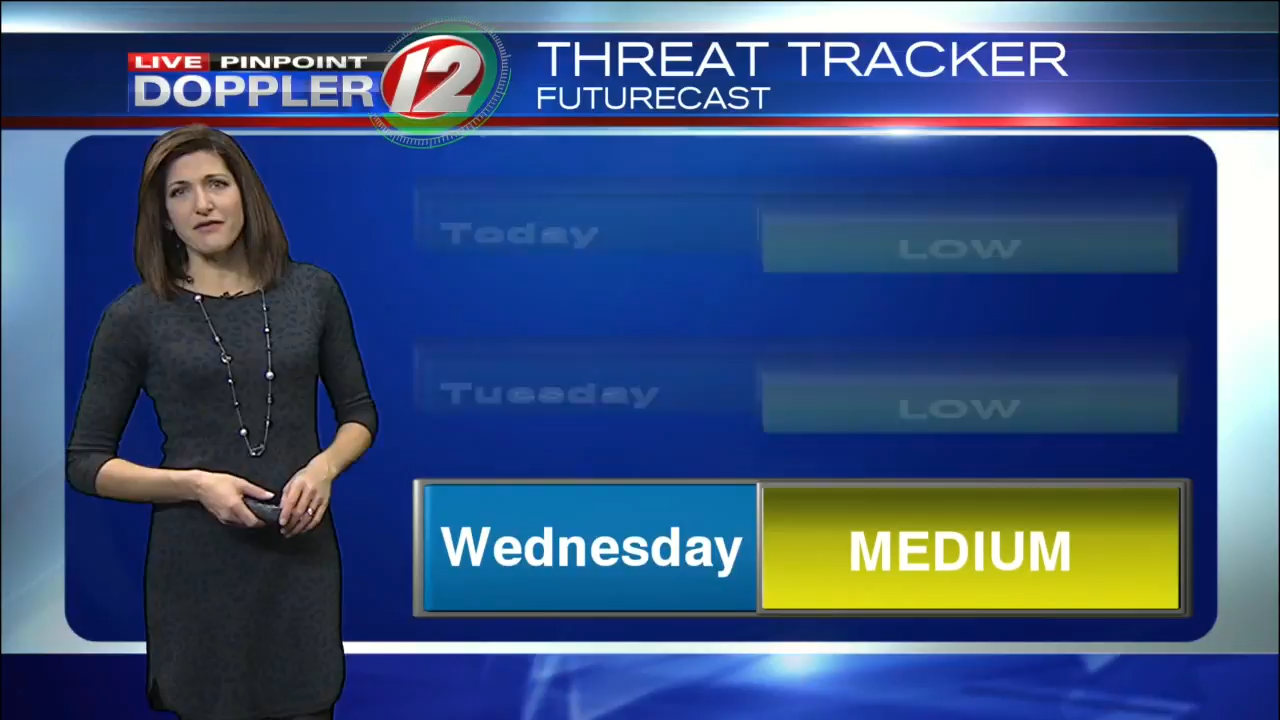 LIVE PINPOINT
DOPPLER 12
THREAT TRACKER
FUTURECAST
Today LOW
Tuesday LOW
Wednesday MEDIUM